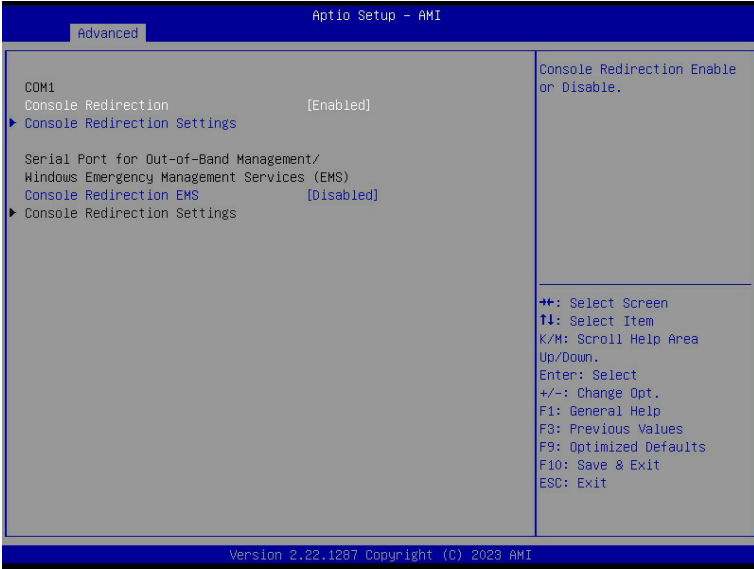 Aptio Setup – AMI
Advanced
COM1
Console Redirection [Enabled]
▶ Console Redirection Settings
Serial Port for Out-of-Band Management/
Windows Emergency Management Services (EMS)
Console Redirection EMS [Disabled]
▶ Console Redirection Settings
Console Redirection Enable
or Disable.
→←: Select Screen
↑↓: Select Item
K/M: Scroll Help Area
Up/Down.
Enter: Select
+/-: Change Opt.
F1: General Help
F3: Previous Values
F9: Optimized Defaults
F10: Save & Exit
ESC: Exit
Version 2.22.1287 Copyright (C) 2023 AMI